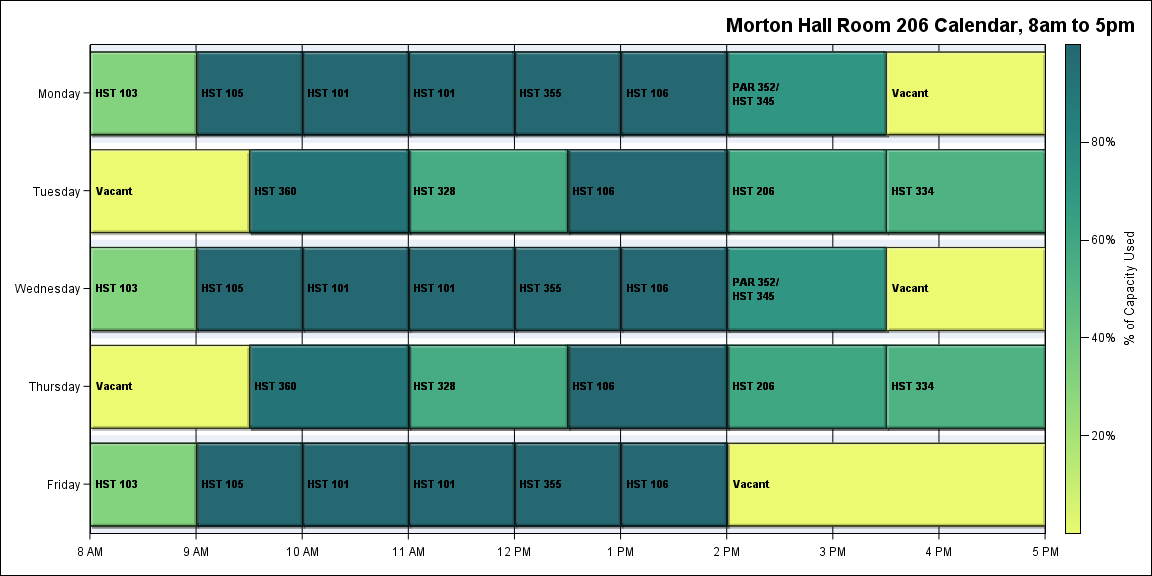 Morton Hall Room 206 Calendar, 8am to 5pm
Monday
HST 103
HST 105
HST 101
HST 101
HST 355
HST 106
PAR 352/
HST 345
Vacant
Tuesday
Vacant
HST 360
HST 328
HST 106
HST 206
HST 334
Wednesday
HST 103
HST 105
HST 101
HST 101
HST 355
HST 106
PAR 352/
HST 345
Vacant
Thursday
Vacant
HST 360
HST 328
HST 106
HST 206
HST 334
Friday
HST 103
HST 105
HST 101
HST 101
HST 355
HST 106
Vacant
8 AM
9 AM
10 AM
11 AM
12 PM
1 PM
2 PM
3 PM
4 PM
5 PM
80%
60%
40%
20%
% of Capacity Used